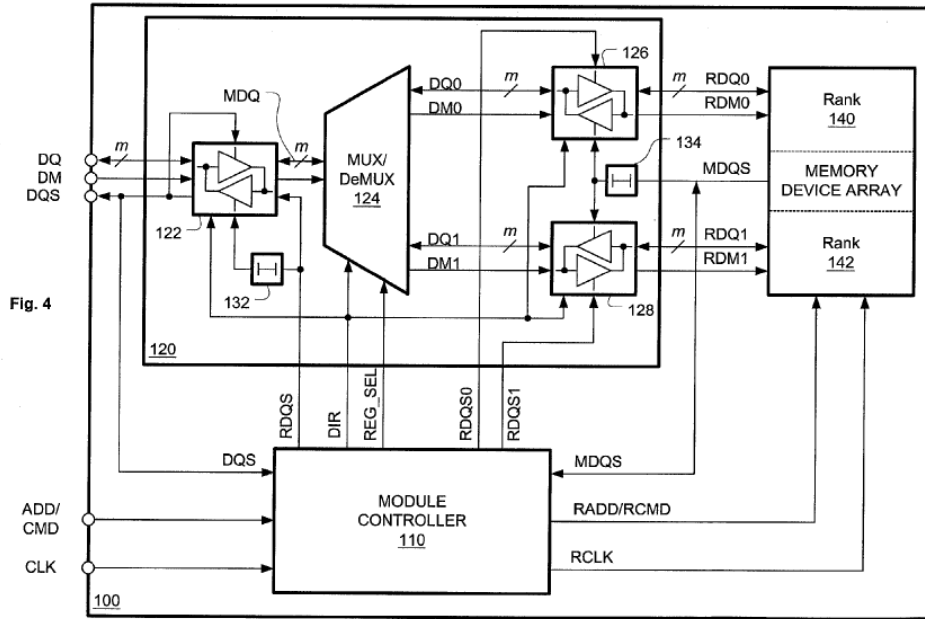 126
m
DQ0
m
RDQ0
MDQ
DM0
RDM0
Rank
140
m
m
MUX/
DeMUX
124
134
DQ
DM
DQS
MDQS
MEMORY
DEVICE ARRAY
DQ1
m
m
RDQ1
122
DM1
RDM1
Rank
142
132
128
Fig. 4
120
RDQS
DIR
REG_SEL
RDQS0
RDQS1
DQS
MDQS
ADD/
CMD
MODULE
CONTROLLER
110
RADD/RCMD
CLK
RCLK
100